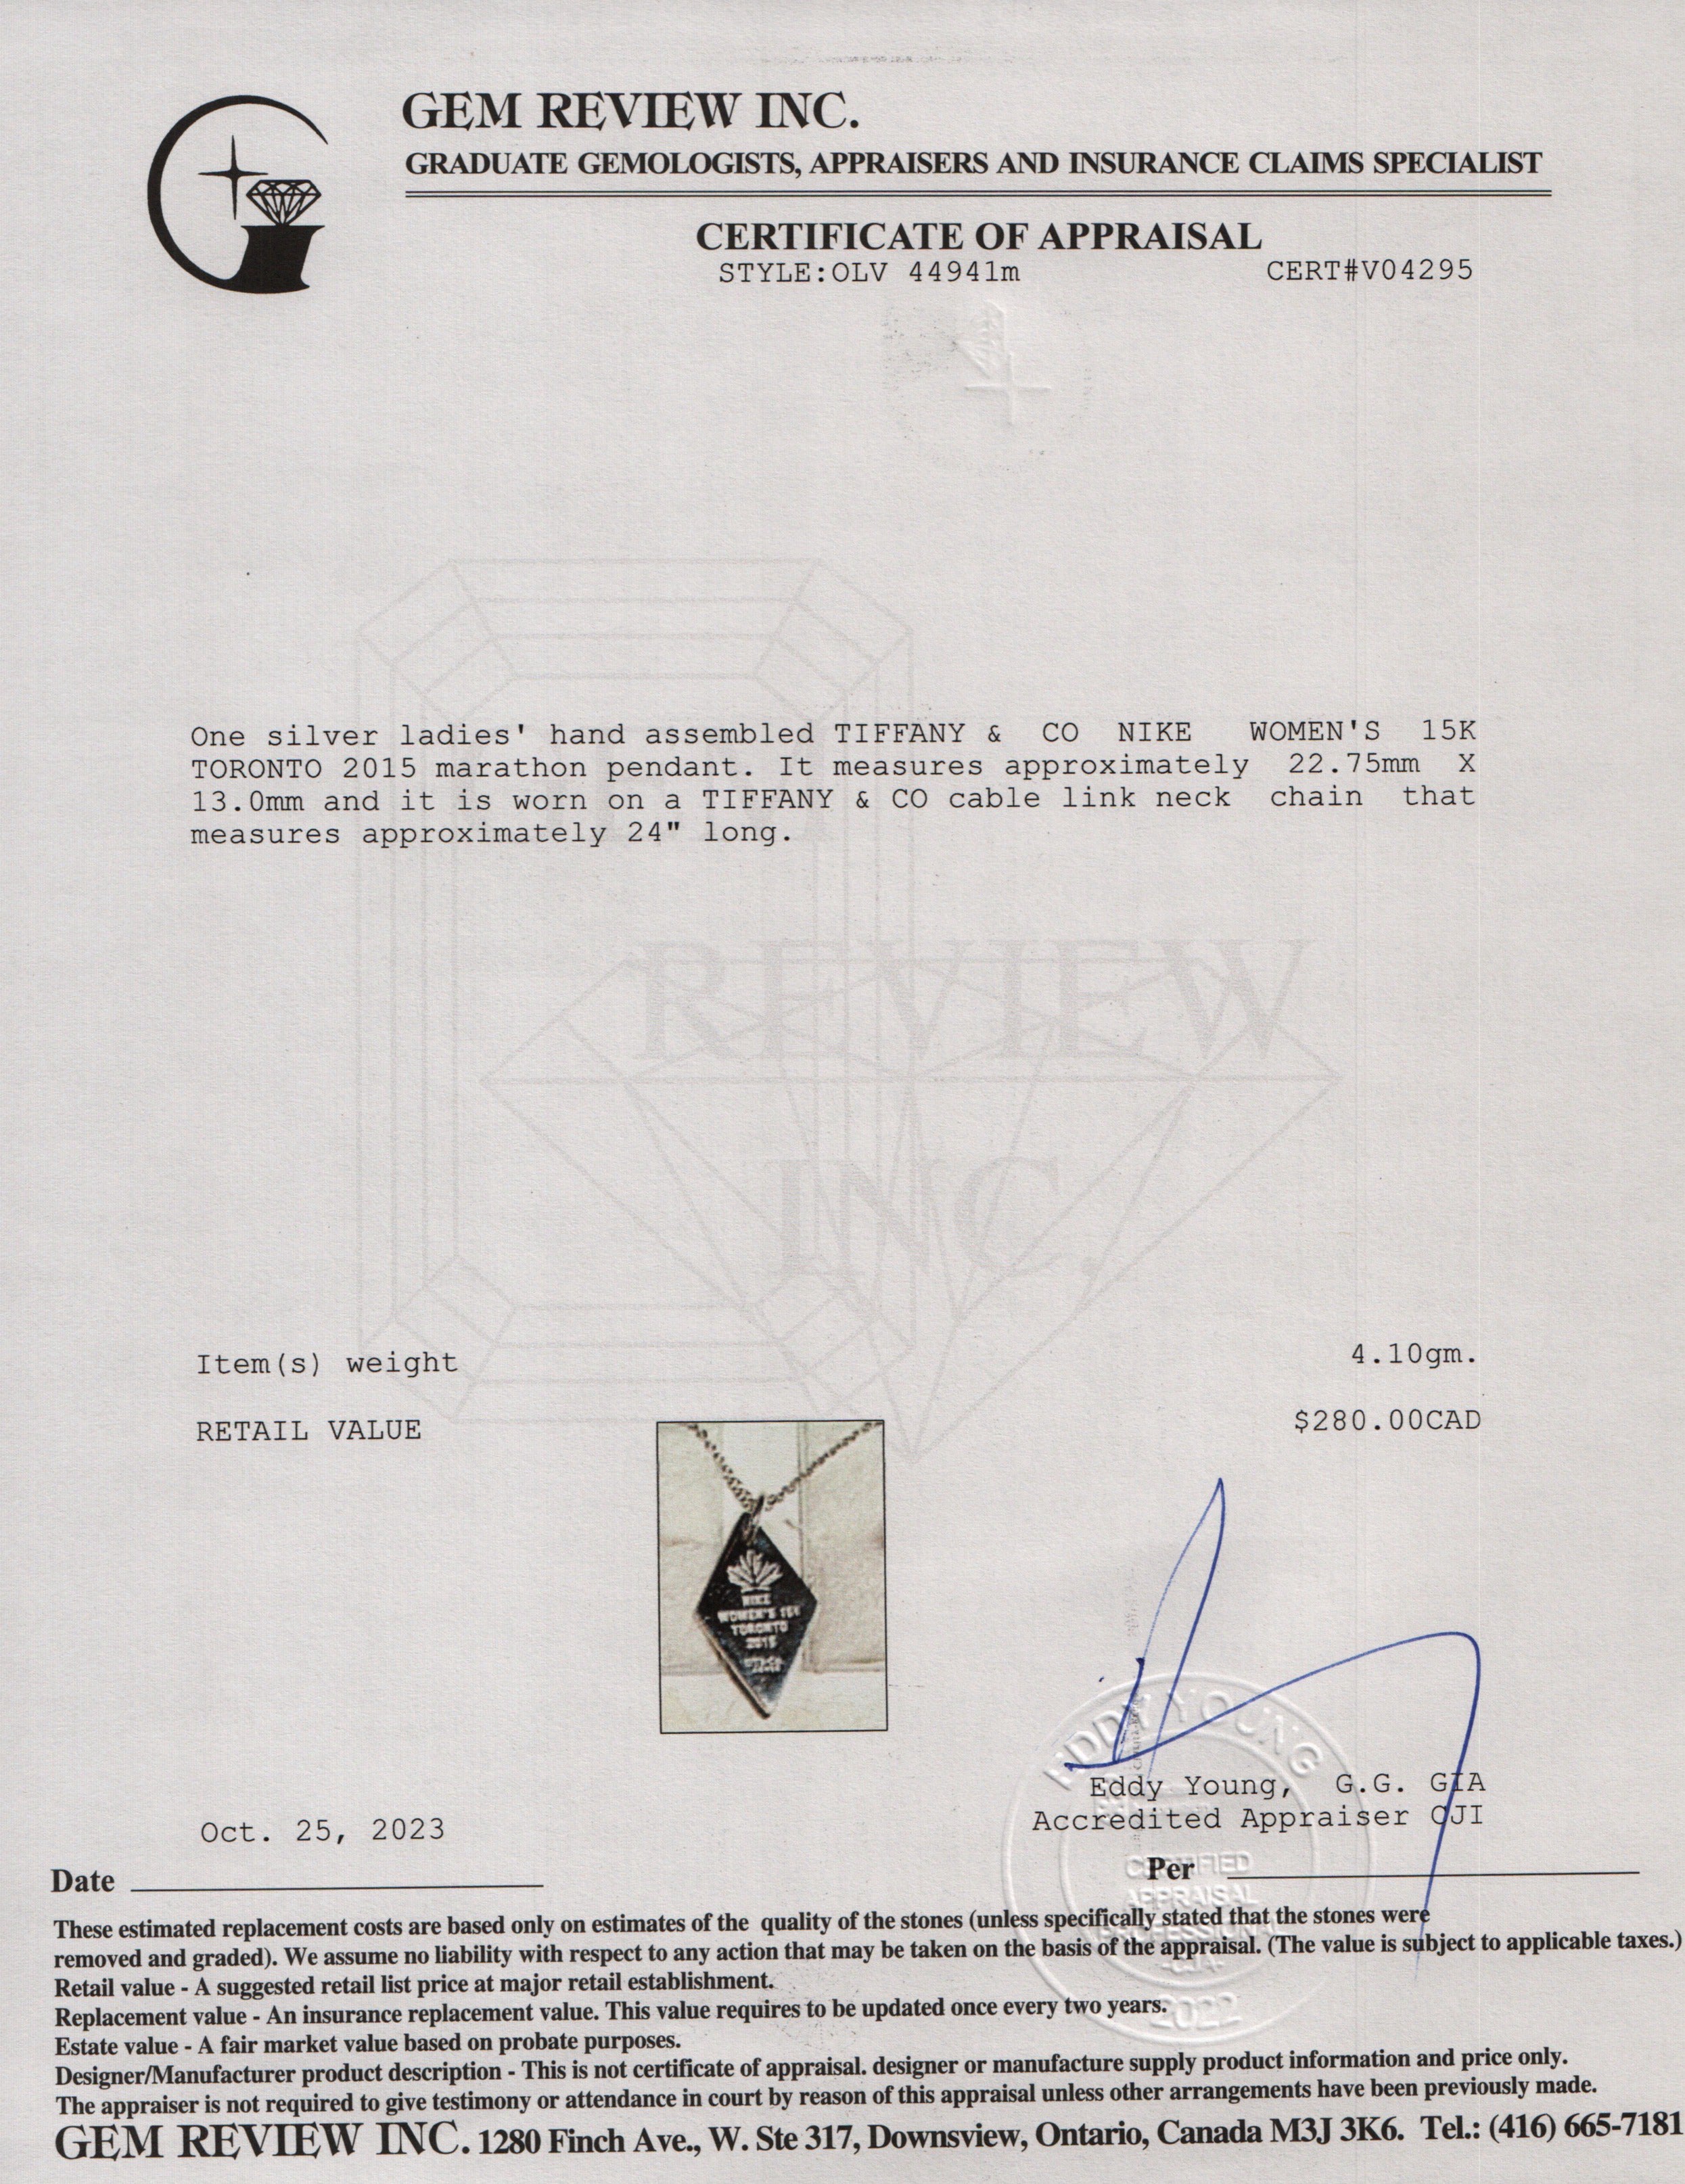 GEM REVIEW INC.
GRADUATE GEMOLOGISTS, APPRAISERS AND INSURANCE CLAIMS SPECIALIST
CERTIFICATE OF APPRAISAL
STYLE:OLV 44941m CERT#V04295
One silver ladies' hand assembled TIFFANY & CO NIKE WOMEN'S 15K
TORONTO 2015 marathon pendant. It measures approximately 22.75mm X
13.0mm and it is worn on a TIFFANY & CO cable link neck chain that
measures approximately 24" long.
REVIEW
INC.
Item(s) weight 4.10gm.
RETAIL VALUE $280.00CAD
NIKE
WOMEN'S 15K
TORONTO
2015
EDDY YOUNG
Eddy Young, G.G. GIA
Accredited Appraiser CJI
Oct. 25, 2023
CERTIFIED
APPRAISAL
PROFESSIONAL
2022
Date Per
These estimated replacement costs are based only on estimates of the quality of the stones (unless specifically stated that the stones were
removed and graded). We assume no liability with respect to any action that may be taken on the basis of the appraisal. (The value is subject to applicable taxes.)
Retail value - A suggested retail list price at major retail establishment.
Replacement value - An insurance replacement value. This value requires to be updated once every two years.
Estate value - A fair market value based on probate purposes.
Designer/Manufacturer product description - This is not certificate of appraisal. designer or manufacture supply product information and price only.
The appraiser is not required to give testimony or attendance in court by reason of this appraisal unless other arrangements have been previously made.
GEM REVIEW INC. 1280 Finch Ave., W. Ste 317, Downsview, Ontario, Canada M3J 3K6. Tel.: (416) 665-7181